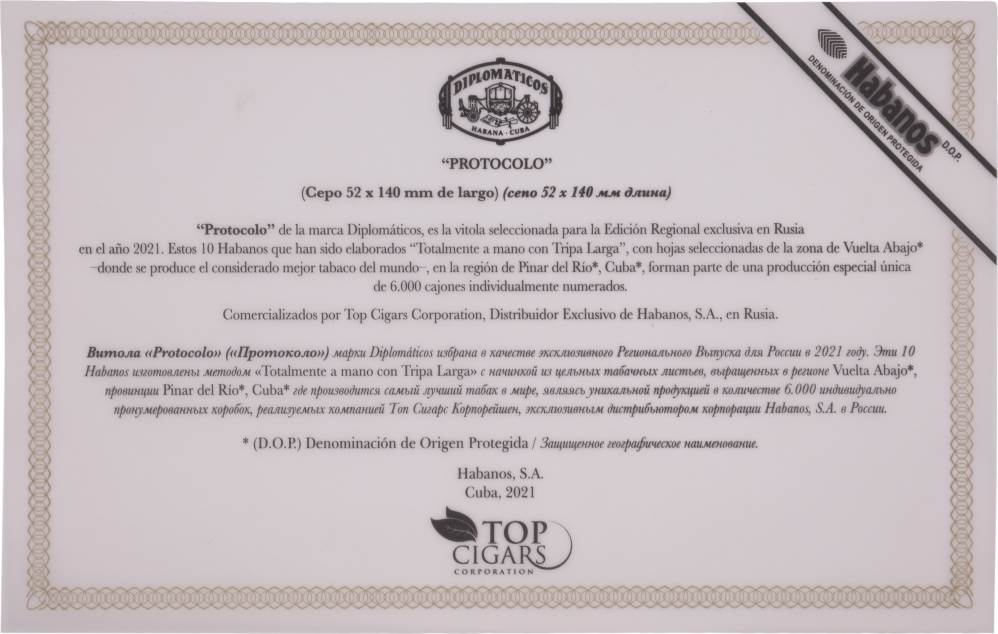 Habanos
DENOMINACIÓN DE ORIGEN PROTEGIDA
D.O.P.
DIPLOMATICOS
HABANA - CUBA
“PROTOCOLO”
(Cepo 52 x 140 mm de largo) (сепо 52 x 140 мм длина)
“Protocolo” de la marca Diplomáticos, es la vitola seleccionada para la Edición Regional exclusiva en Rusia
en el año 2021. Estos 10 Habanos que han sido elaborados “Totalmente a mano con Tripa Larga”, con hojas seleccionadas de la zona de Vuelta Abajo*
–donde se produce el considerado mejor tabaco del mundo–, en la región de Pinar del Río*, Cuba*, forman parte de una producción especial única
de 6.000 cajones individualmente numerados.
Comercializados por Top Cigars Corporation, Distribuidor Exclusivo de Habanos, S.A., en Rusia.
Витола «Protocolo» («Протоколо») марки Diplomáticos избрана в качестве эксклюзивного Регионального Выпуска для России в 2021 году. Эти 10
Habanos изготовлены методом «Totalmente a mano con Tripa Larga» с начинкой из цельных табачных листьев, выращенных в регионе Vuelta Abajo*,
провинции Pinar del Río*, Cuba* где производится самый лучший табак в мире, являясь уникальной продукцией в количестве 6.000 индивидуально
пронумерованных коробок, реализуемых компанией Топ Сигарс Корпорейшен, эксклюзивным дистрибьютором корпорации Habanos, S.A. в России.
* (D.O.P.) Denominación de Origen Protegida / Защищенное географическое наименование.
Habanos, S.A.
Cuba, 2021
TOP
CIGARS
CORPORATION